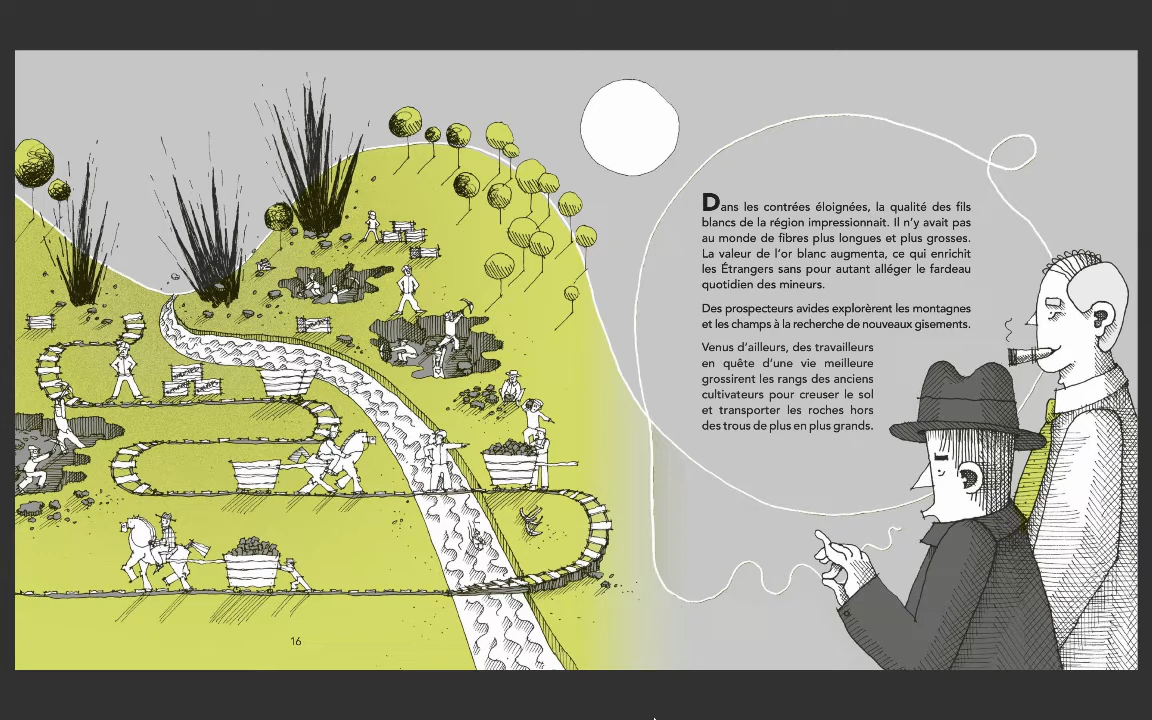 Dans les contrées éloignées, la qualité des fils
blancs de la région impressionnait. Il n'y avait pas
au monde de fibres plus longues et plus grosses.
La valeur de l'or blanc augmenta, ce qui enrichit
les Étrangers sans pour autant alléger le fardeau
quotidien des mineurs.
Des prospecteurs avides explorèrent les montagnes
et les champs à la recherche de nouveaux gisements.
Venus d'ailleurs, des travailleurs
en quête d'une vie meilleure
grossirent les rangs des anciens
cultivateurs pour creuser le sol
et transporter les roches hors
des trous de plus en plus grands.
16